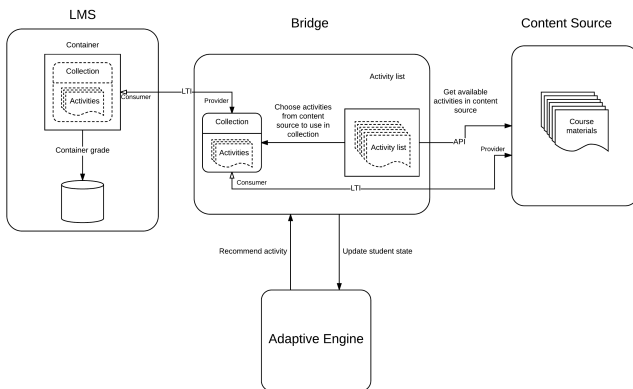 LMS
Bridge
Content Source
Container
Collection
Activities
Consumer
LTI
Provider
Container grade
Collection
Activities
Consumer
LTI
Choose activities
from content
source to use in
collection
Activity list
Activity list
Get available
activities in content
source
API
Provider
Course
materials
Recommend activity
Update student state
Adaptive Engine